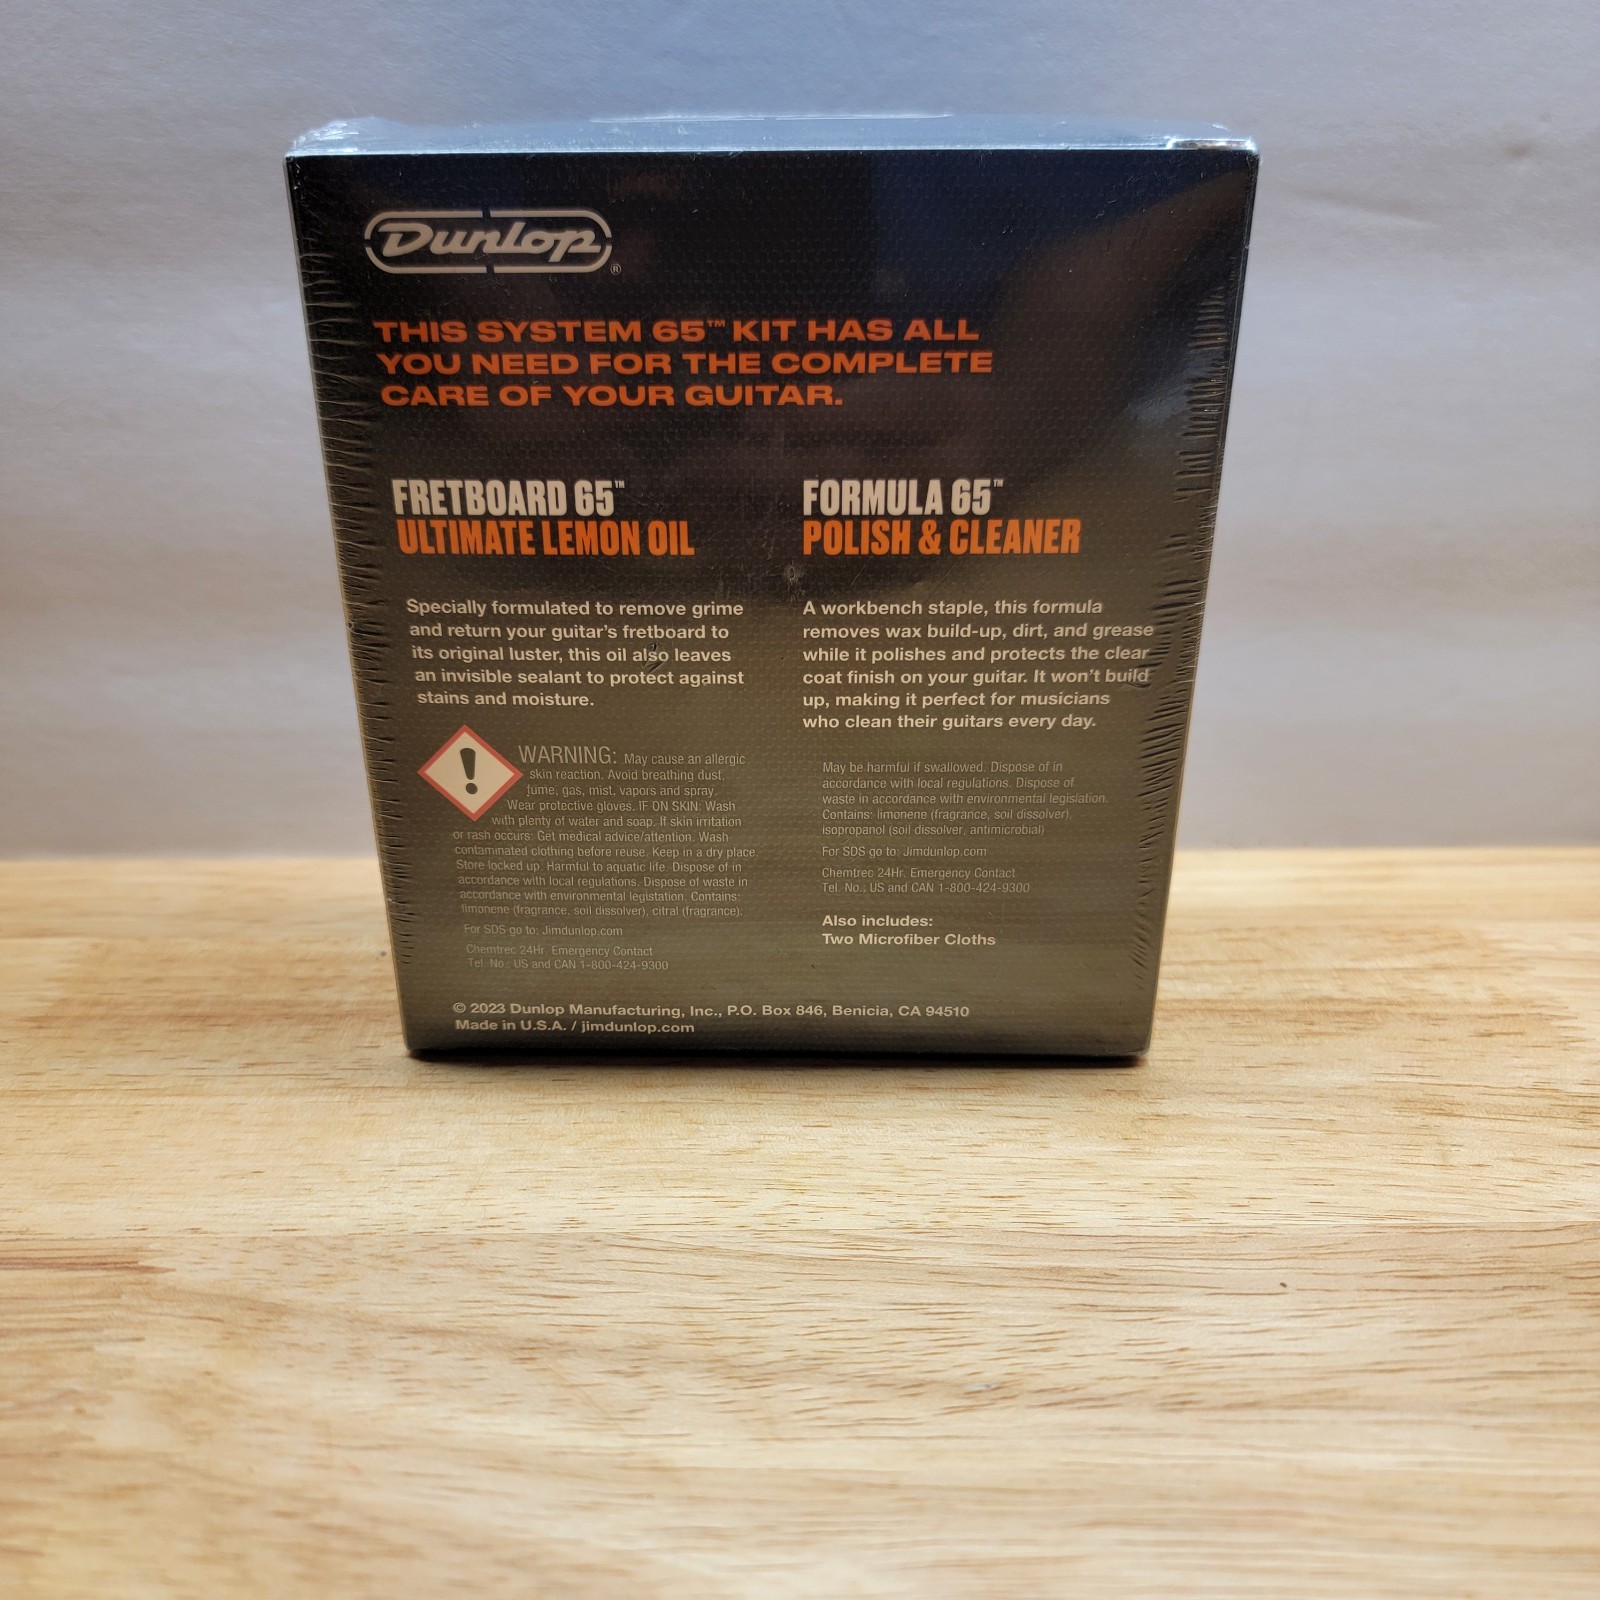 Dunlop®
THIS SYSTEM 65™ KIT HAS ALL
YOU NEED FOR THE COMPLETE
CARE OF YOUR GUITAR.
FRETBOARD 65™
ULTIMATE LEMON OIL
Specially formulated to remove grime
and return your guitar's fretboard to
its original luster, this oil also leaves
an invisible sealant to protect against
stains and moisture.
WARNING: May cause an allergic
skin reaction. Avoid breathing dust,
fume, gas, mist, vapors and spray.
Wear protective gloves. IF ON SKIN: Wash
with plenty of water and soap. If skin irritation
or rash occurs: Get medical advice/attention. Wash
contaminated clothing before reuse. Keep in a dry place.
Store locked up. Harmful to aquatic life. Dispose of in
accordance with local regulations. Dispose of waste in
accordance with environmental legistation. Contains:
limonene (fragrance, soil dissolver), citral (fragrance).
For SDS go to: Jimdunlop.com
Chemtrec 24Hr. Emergency Contact
Tel. No.: US and CAN 1-800-424-9300
FORMULA 65™
POLISH & CLEANER
A workbench staple, this formula
removes wax build-up, dirt, and grease
while it polishes and protects the clear
coat finish on your guitar. It won't build
up, making it perfect for musicians
who clean their guitars every day.
May be harmful if swallowed. Dispose of in
accordance with local regulations. Dispose of
waste in accordance with environmental legislation.
Contains: limonene (fragrance, soil dissolver),
isopropanol (soil dissolver, antimicrobial)
For SDS go to: Jimdunlop.com
Chemtrec 24Hr. Emergency Contact
Tel. No.: US and CAN 1-800-424-9300
Also includes:
Two Microfiber Cloths
© 2023 Dunlop Manufacturing, Inc., P.O. Box 846, Benicia, CA 94510
Made in U.S.A. / jimdunlop.com